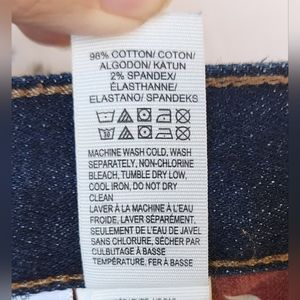 98% COTTON/ COTON/
ALGODON/ KATUN
2% SPANDEX/
ÉLASTHANNE/
ELASTANO/ SPANDEKS
MACHINE WASH COLD, WASH
SEPARATELY, NON-CHLORINE
BLEACH, TUMBLE DRY LOW,
COOL IRON, DO NOT DRY
CLEAN
LAVER À LA MACHINE À L'EAU
FROIDE, LAVER SÉPARÉMENT,
SEULEMENT DE L'EAU DE JAVEL
SANS CHLORURE, SÉCHER PAR
CULBUTAGE À BASSE
TEMPÉRATURE, FER À BASSE